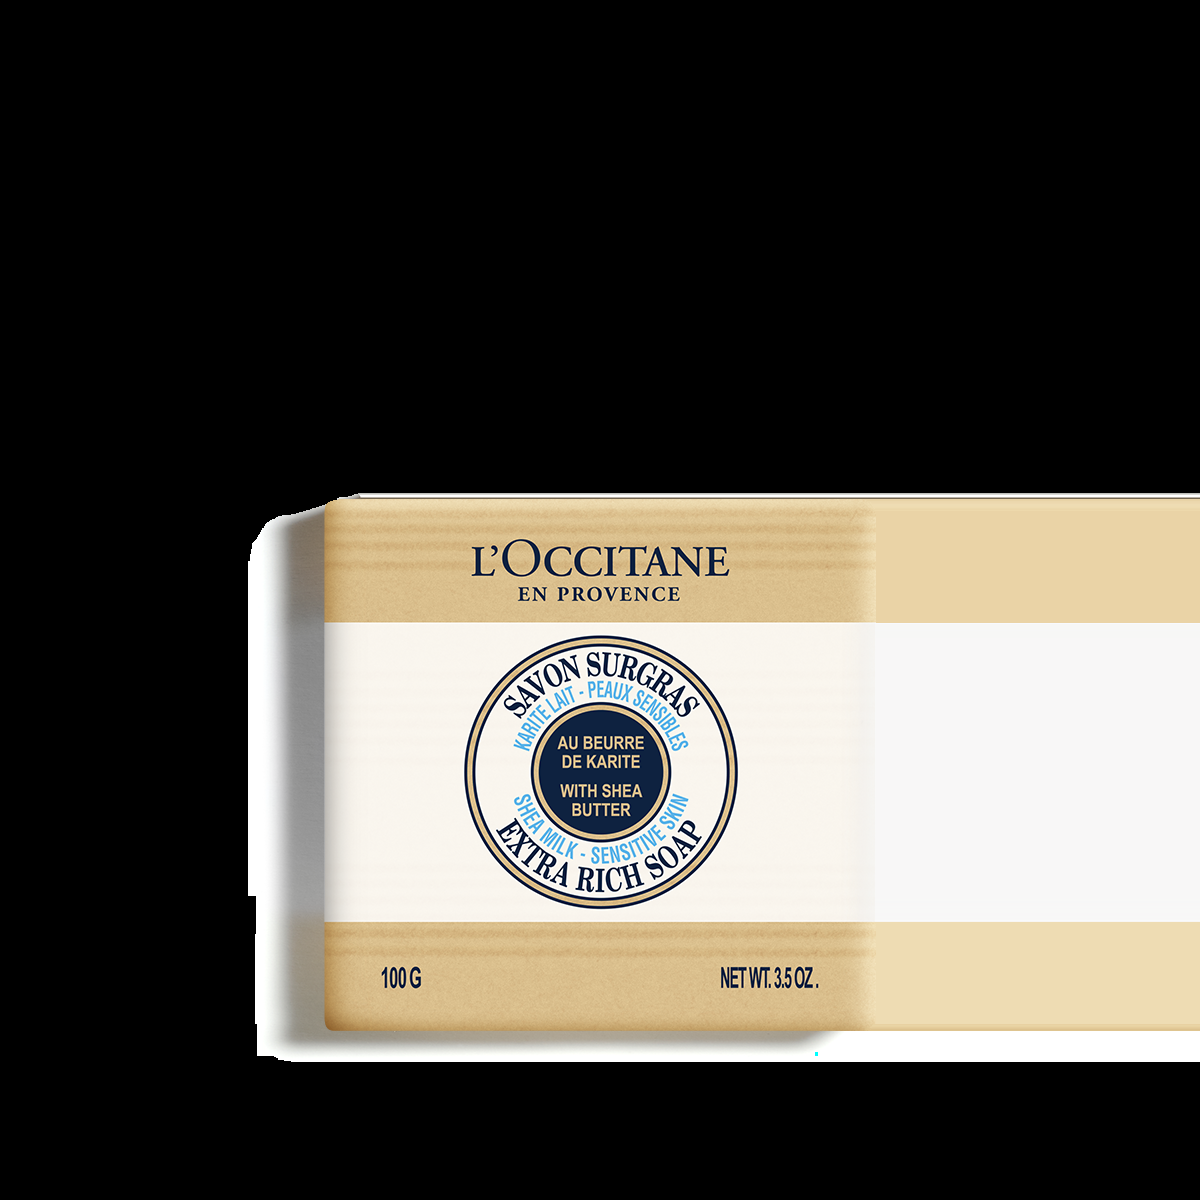 L'OCCITANE
EN PROVENCE
SAVON SURGRAS
KARITE LAIT - PEAUX SENSIBLES
AU BEURRE
DE KARITE
WITH SHEA
BUTTER
SHEA MILK - SENSITIVE SKIN
EXTRA RICH SOAP
100 G
NET WT. 3.5 OZ.